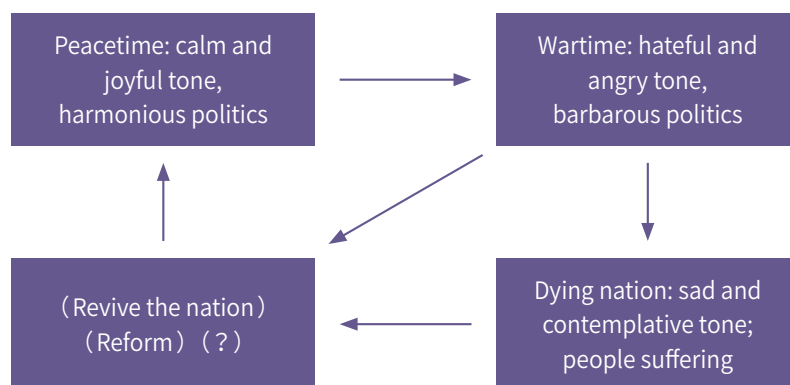 Peacetime: calm and
joyful tone,
harmonious politics
Wartime: hateful and
angry tone,
barbarous politics
（Revive the nation）
（Reform）（？）
Dying nation: sad and
contemplative tone;
people suffering